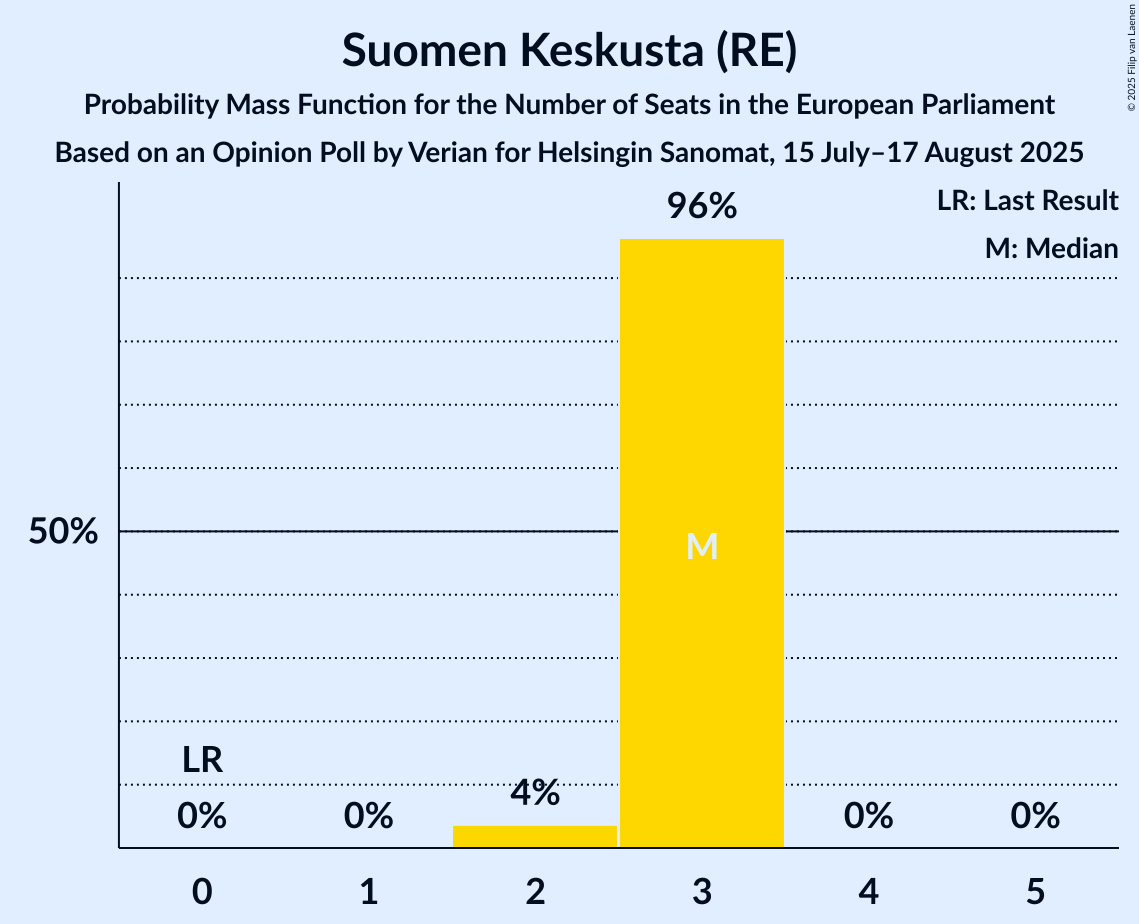 Suomen Keskusta (RE)
Probability Mass Function for the Number of Seats in the European Parliament
Based on an Opinion Poll by Verian for Helsingin Sanomat, 15 July–17 August 2025
© 2025 Filip van Laenen
LR: Last Result
M: Median
96%
50%
M
LR
4%
0% 0% 0% 0%
0 1 2 3 4 5